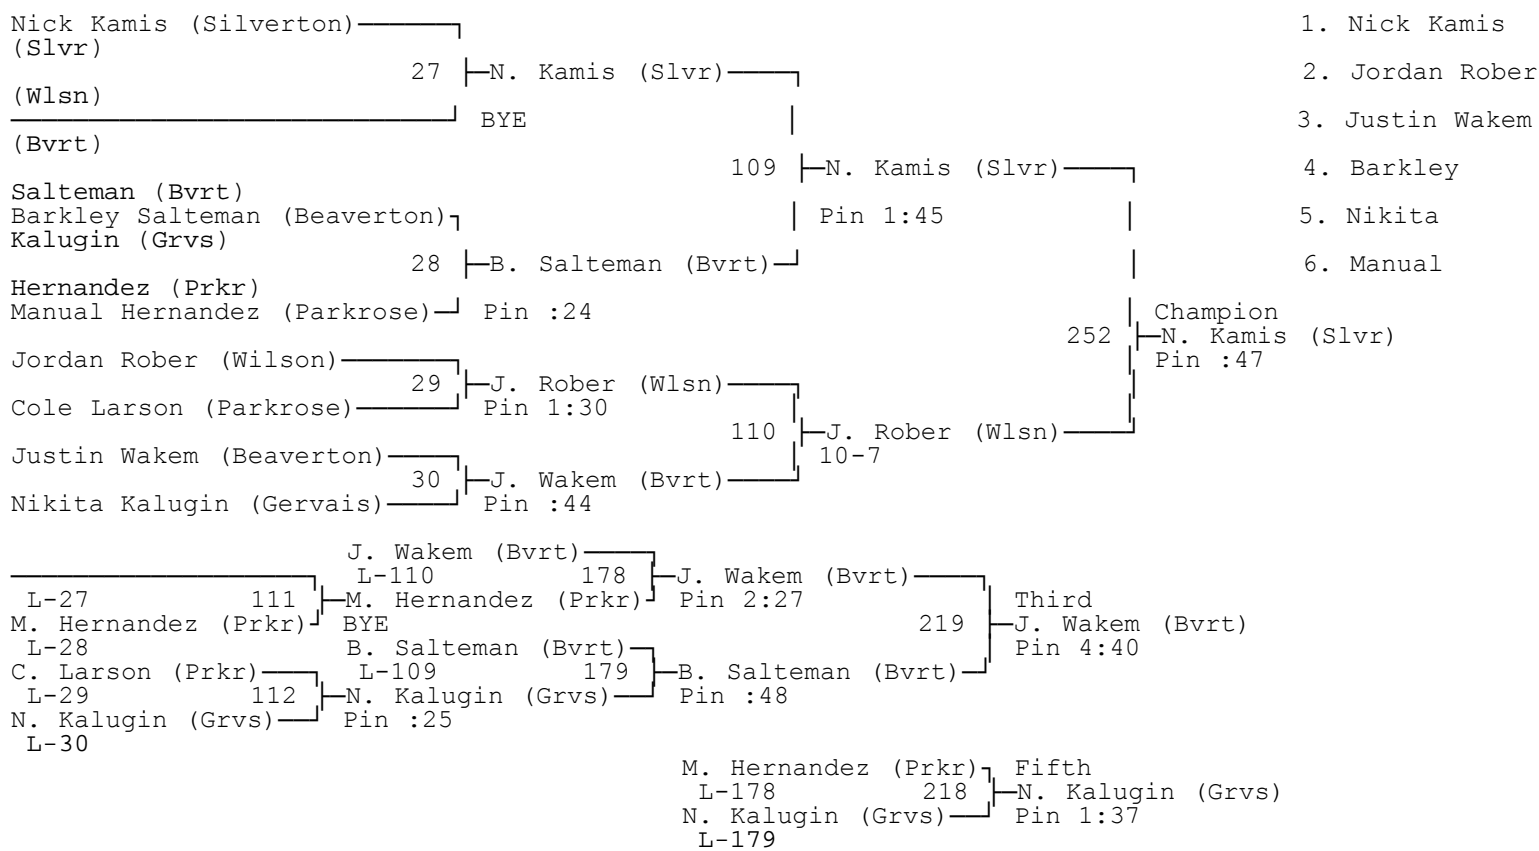 Nick Kamis (Silverton) 1. Nick Kamis
(Slvr)
27 N. Kamis (Slvr) 2. Jordan Rober
(Wlsn)
BYE 3. Justin Wakem
(Bvrt)
109 N. Kamis (Slvr) 4. Barkley
Salteman (Bvrt)
Barkley Salteman (Beaverton) Pin 1:45 5. Nikita
Kalugin (Grvs)
28 B. Salteman (Bvrt) 6. Manual
Hernandez (Prkr)
Manual Hernandez (Parkrose) Pin :24 Champion
252 N. Kamis (Slvr)
Jordan Rober (Wilson) Pin :47
29 J. Rober (Wlsn)
Cole Larson (Parkrose) Pin 1:30
110 J. Rober (Wlsn)
Justin Wakem (Beaverton) 10-7
30 J. Wakem (Bvrt)
Nikita Kalugin (Gervais) Pin :44
J. Wakem (Bvrt)
L-110 178 J. Wakem (Bvrt)
L-27 111 M. Hernandez (Prkr) Pin 2:27 Third
M. Hernandez (Prkr) BYE 219 J. Wakem (Bvrt)
L-28 B. Salteman (Bvrt) Pin 4:40
C. Larson (Prkr) L-109 179 B. Salteman (Bvrt)
L-29 112 N. Kalugin (Grvs) Pin :48
N. Kalugin (Grvs) Pin :25
L-30
M. Hernandez (Prkr) Fifth
L-178 218 N. Kalugin (Grvs)
N. Kalugin (Grvs) Pin 1:37
L-179